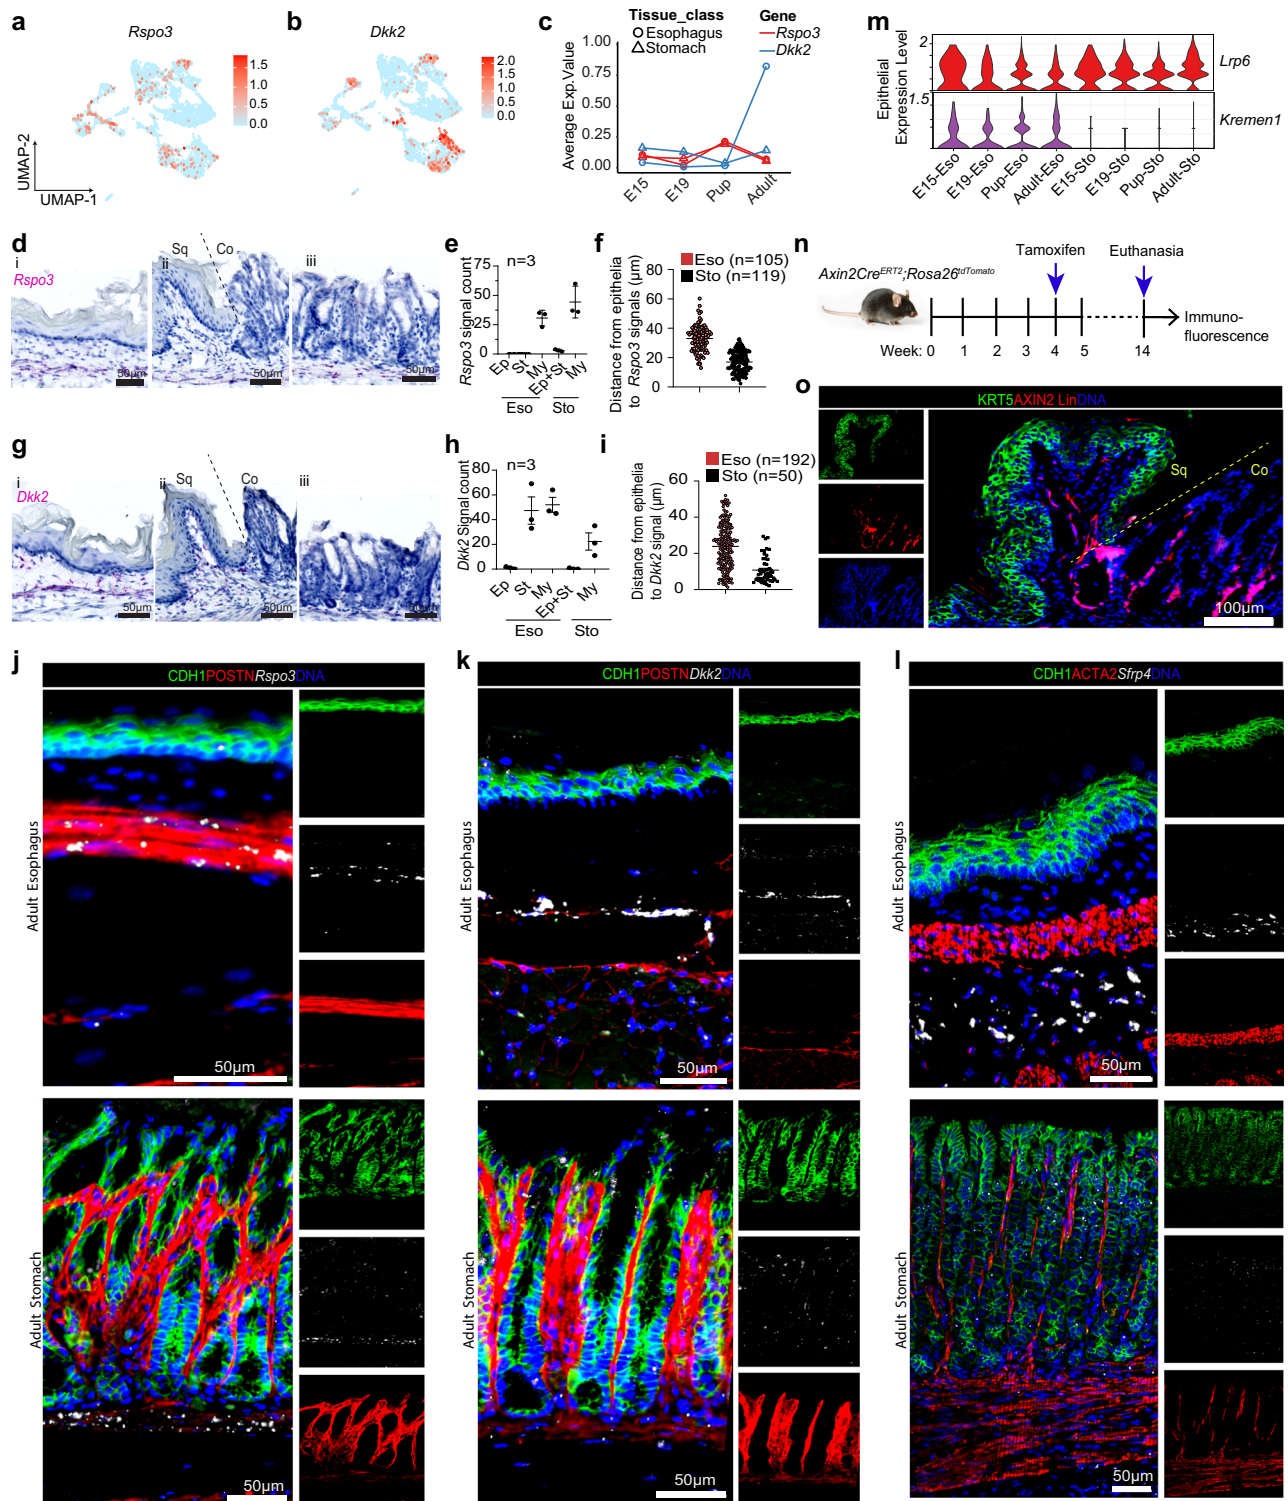 a
Rspo3
1.5
1.0
0.5
0.0
UMAP-2
UMAP-1
b
Dkk2
2.0
1.5
1.0
0.5
0.0
c
Tissue_class
Esophagus
Stomach
Gene
Rspo3
Dkk2
Average Exp.Value
1.00
0.75
0.50
0.25
0.00
E15
E19
Pup
Adult
m
Epithelial
Expression Level
2
1.5
Lrp6
Kremen1
E15-Eso
E19-Eso
Pup-Eso
Adult-Eso
E15-Sto
E19-Sto
Pup-Sto
Adult-Sto
d
i
Rspo3
50μm
ii
Sq
Co
50μm
iii
50μm
e
n=3
Rspo3 signal count
75
50
25
0
Ep
St
My
Ep+St
My
Eso
Sto
f
Eso (n=105)
Sto (n=119)
Distance from epithelia
to Rspo3 signals (μm)
80
60
40
20
0
n
Axin2CreERT2;Rosa26tdTomato
Tamoxifen
Euthanasia
Immuno-
fluorescence
Week: 0 1 2 3 4 5 14
g
i
Dkk2
50μm
ii
Sq
Co
50μm
iii
50μm
h
n=3
Dkk2 Signal count
80
60
40
20
0
Ep
St
My
Ep+St
My
Eso
Sto
i
Eso (n=192)
Sto (n=50)
Distance from epithelia
to Dkk2 signal (μm)
60
40
20
0
o
KRT5AXIN2 LinDNA
Sq
Co
100μm
j
CDH1POSTNRspo3DNA
Adult Esophagus
50μm
Adult Stomach
50μm
k
CDH1POSTNDkk2DNA
Adult Esophagus
50μm
Adult Stomach
50μm
l
CDH1ACTA2Sfrp4DNA
Adult Esophagus
50μm
Adult Stomach
50μm